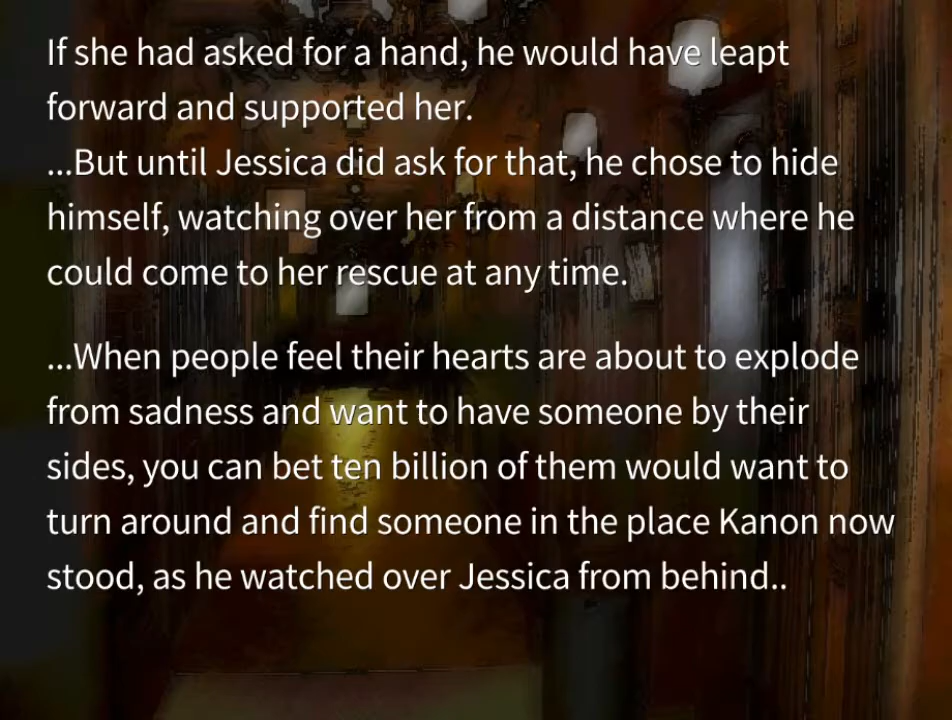 If she had asked for a hand, he would have leapt
forward and supported her.
...But until Jessica did ask for that, he chose to hide
himself, watching over her from a distance where he
could come to her rescue at any time.
...When people feel their hearts are about to explode
from sadness and want to have someone by their
sides, you can bet ten billion of them would want to
turn around and find someone in the place Kanon now
stood, as he watched over Jessica from behind..